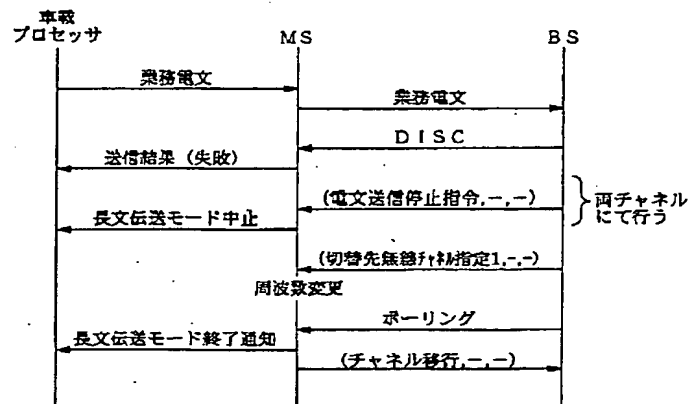 車載
プロセッサ
MS
BS
業務電文
業務電文
DISC
送信結果(失敗)
(電文送信停止指令,-,-)
両チャネル
にて行う
長文伝送モード中止
(切替先無線ﾁｬﾈﾙ指定1,-,-)
周波数変更
ポーリング
長文伝送モード終了通知
(チャネル移行,-,-)